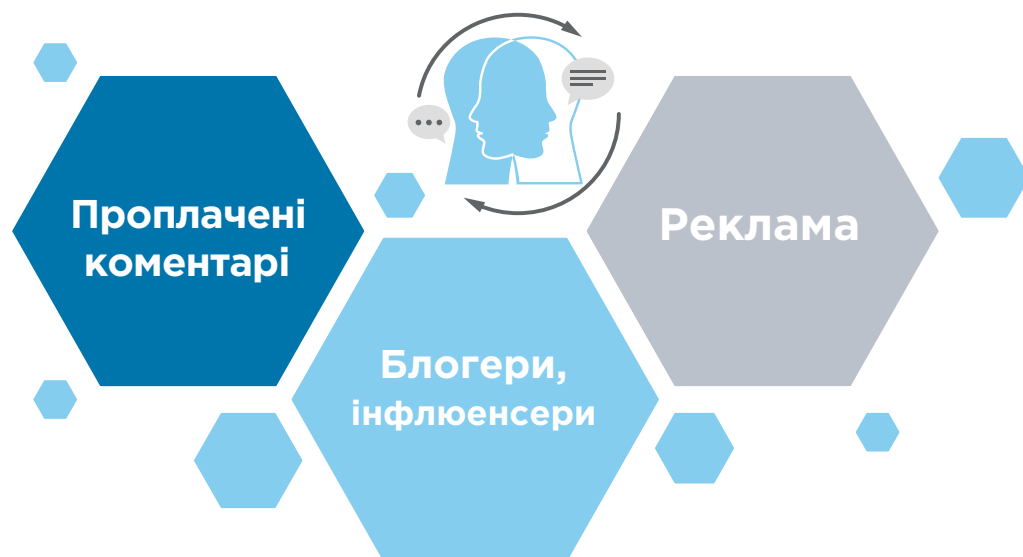 Проплачені
коментарі
Блогери,
інфлюенсери
Реклама